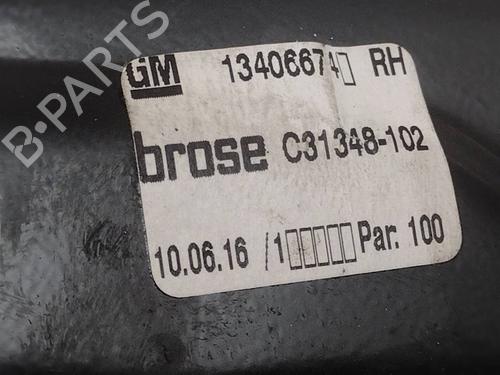 B-PARTS
GM 13406674▯ RH
brose C31348-102
10.06.16 /1▯▯▯▯▯ Par. 100